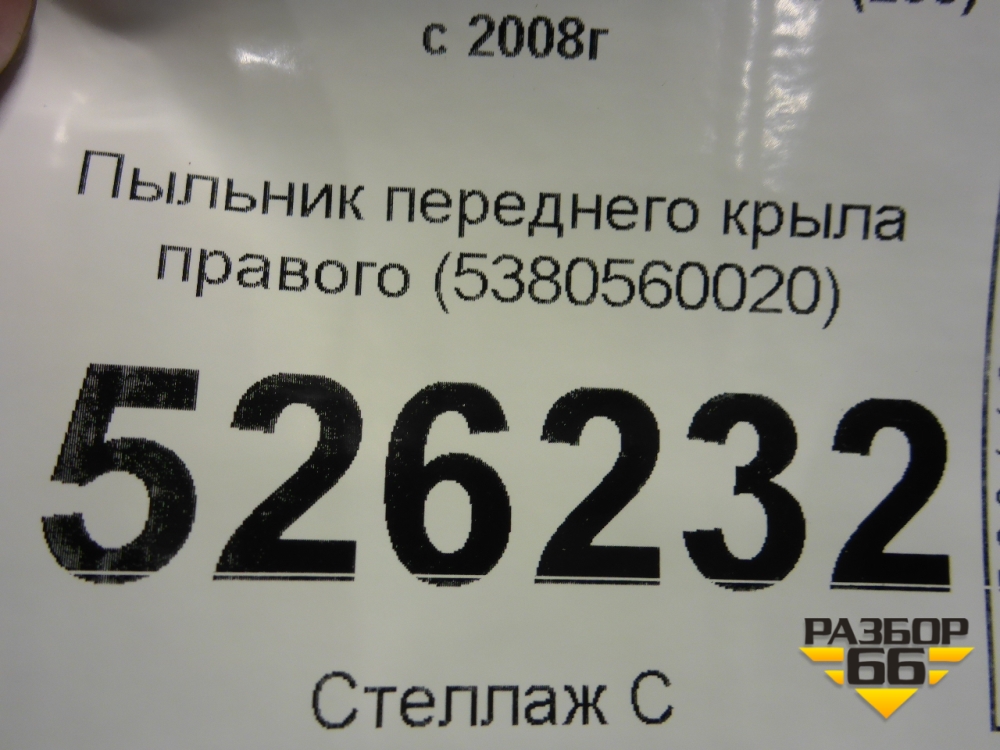 с 2008г
Пыльник переднего крыла
правого (5380560020)
526232
РАЗБОР
66
Стеллаж С